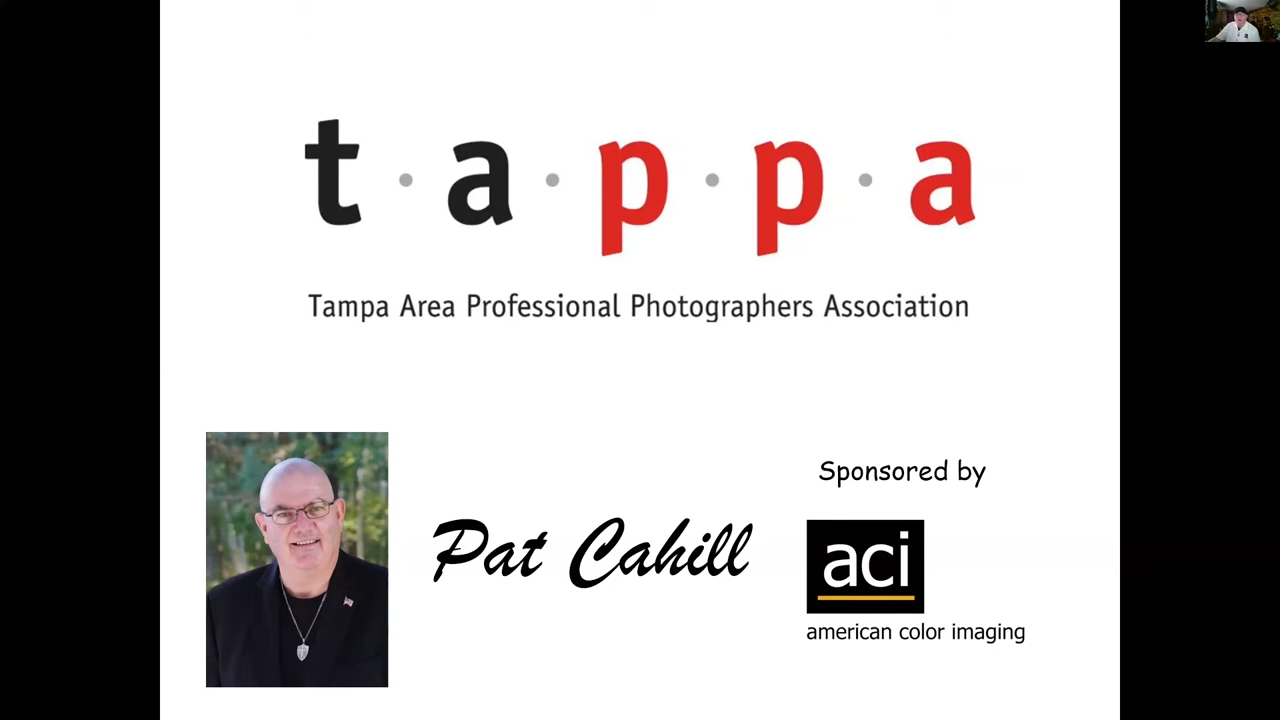 t·a·p·p·a
Tampa Area Professional Photographers Association
Sponsored by
Pat Cahill
aci
american color imaging